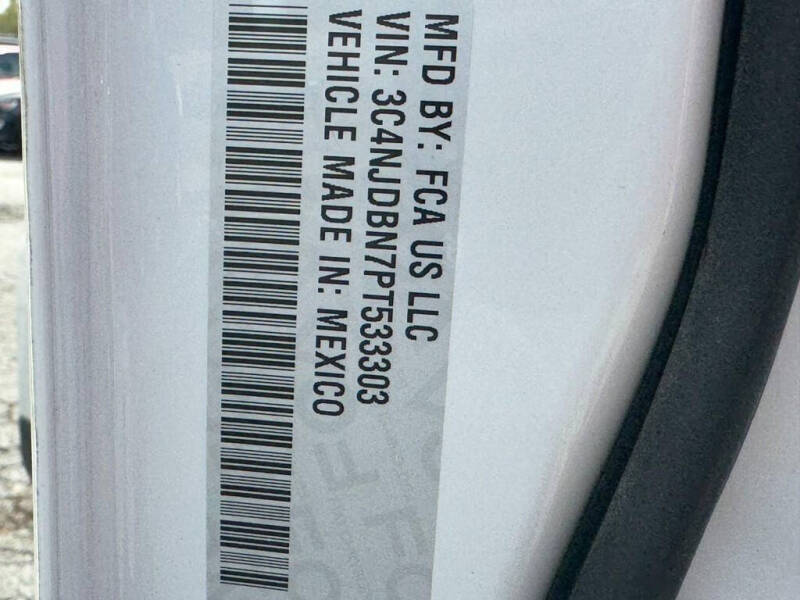 MFD BY: FCA US LLC
VIN: 3C4NJDBN7PT533303
VEHICLE MADE IN: MEXICO